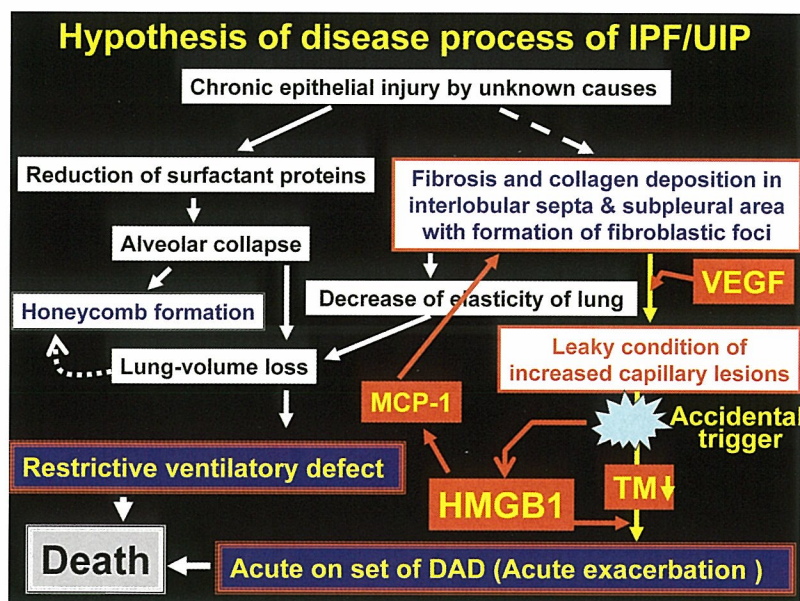 Hypothesis of disease process of IPF/UIP
Chronic epithelial injury by unknown causes
Reduction of surfactant proteins
Fibrosis and collagen deposition in
interlobular septa & subpleural area
with formation of fibroblastic foci
Alveolar collapse
VEGF
Honeycomb formation
Decrease of elasticity of lung
Leaky condition of
increased capillary lesions
Lung-volume loss
MCP-1
Accidental
trigger
Restrictive ventilatory defect
HMGB1
TM
Death
Acute on set of DAD (Acute exacerbation )